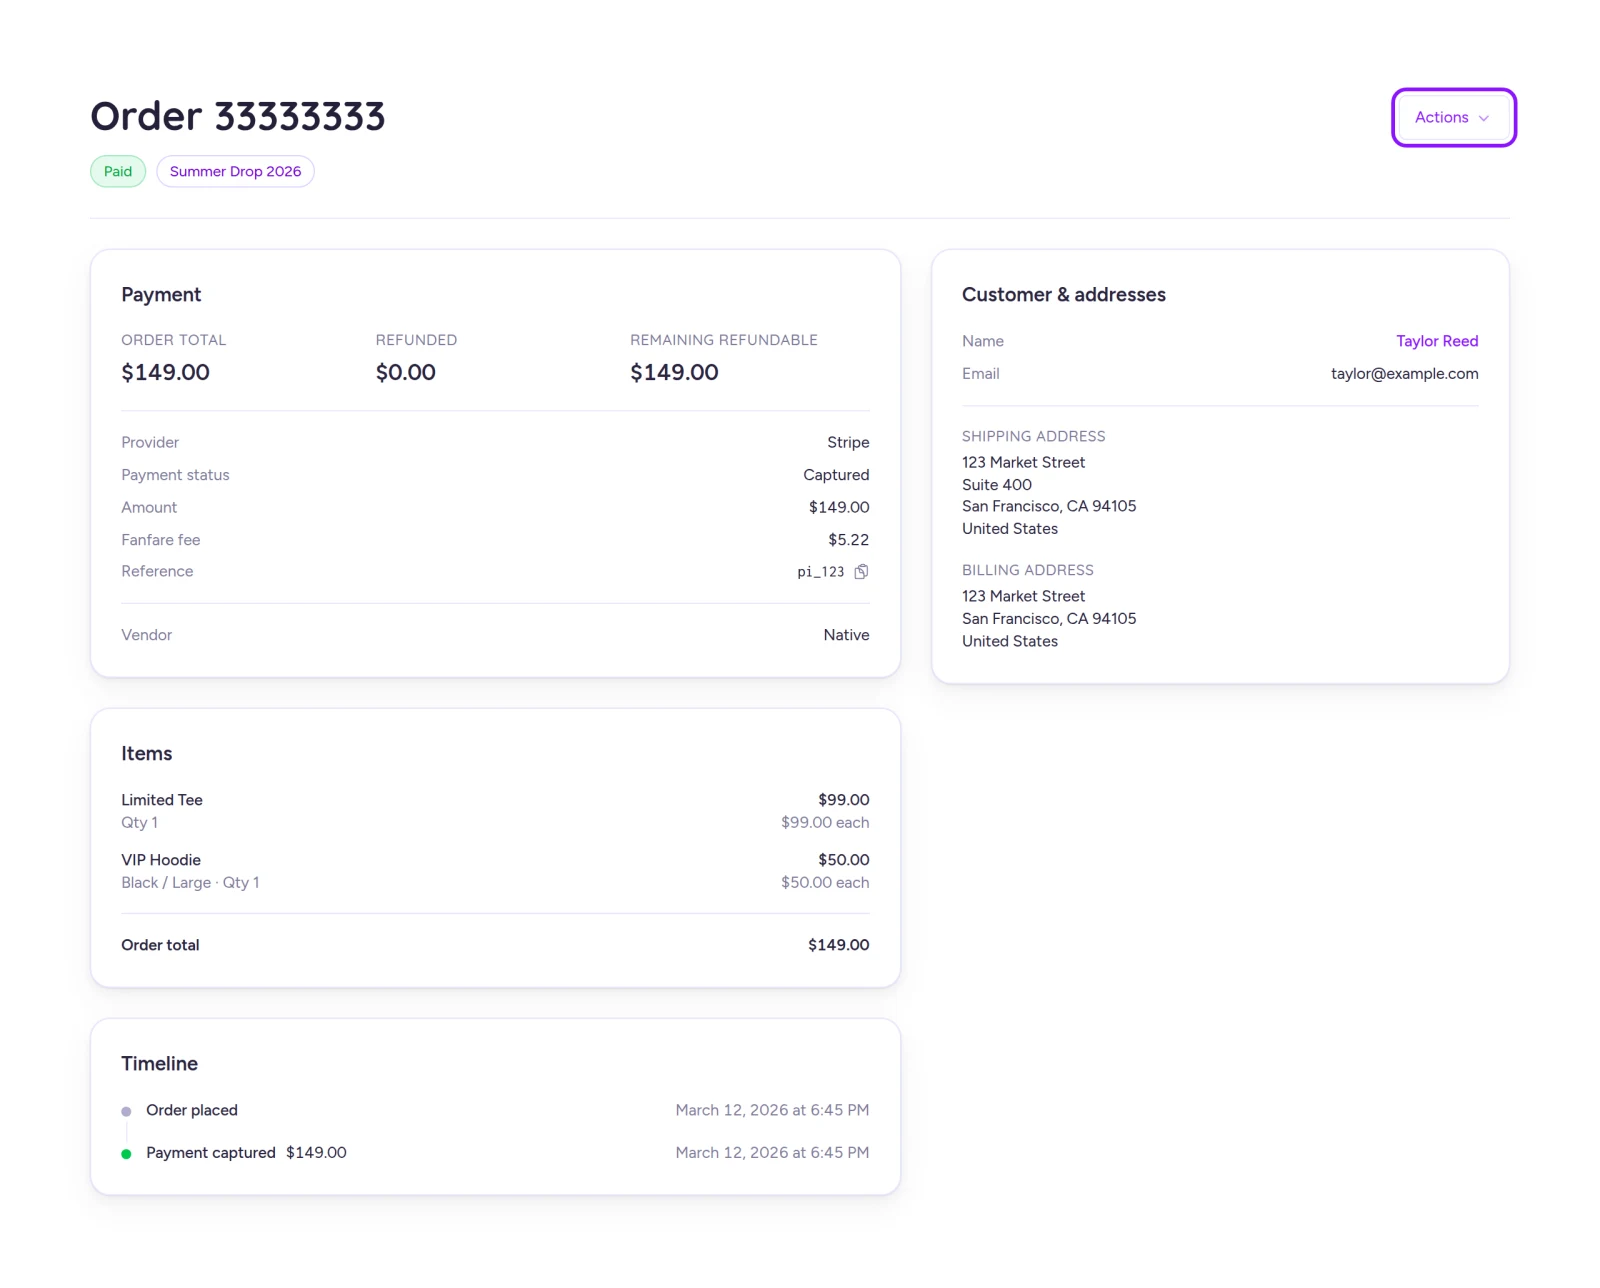 Order 33333333
Actions
Paid
Summer Drop 2026
Payment
ORDER TOTAL
REFUNDED
REMAINING REFUNDABLE
$149.00
$0.00
$149.00
Provider
Stripe
Payment status
Captured
Amount
$149.00
Fanfare fee
$5.22
Reference
pi_123
Vendor
Native
Customer & addresses
Name
Taylor Reed
Email
taylor@example.com
SHIPPING ADDRESS
123 Market Street
Suite 400
San Francisco, CA 94105
United States
BILLING ADDRESS
123 Market Street
San Francisco, CA 94105
United States
Items
Limited Tee
$99.00
Qty 1
$99.00 each
VIP Hoodie
$50.00
Black / Large · Qty 1
$50.00 each
Order total
$149.00
Timeline
Order placed
March 12, 2026 at 6:45 PM
Payment captured $149.00
March 12, 2026 at 6:45 PM